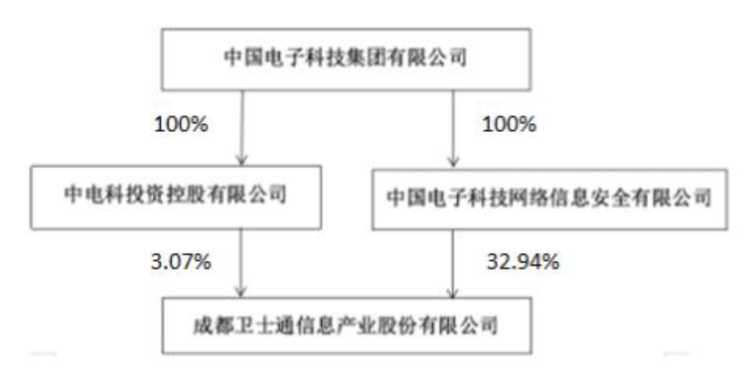 中国电子科技集团有限公司
100%
100%
中电科投资控股有限公司
中国电子科技网络信息安全有限公司
3.07%
32.94%
成都卫士通信息产业股份有限公司